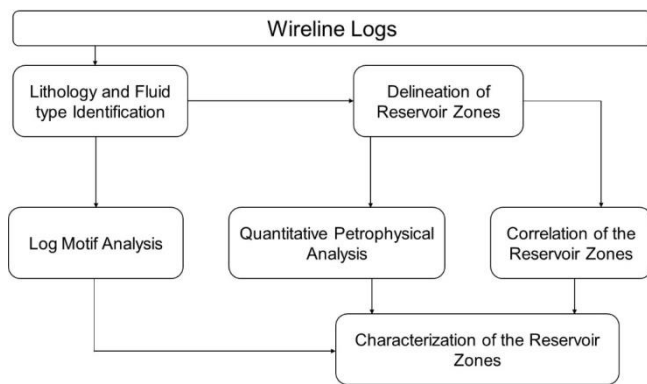 Wireline Logs
Lithology and Fluid
type Identification
Delineation of
Reservoir Zones
Log Motif Analysis
Quantitative Petrophysical
Analysis
Correlation of the
Reservoir Zones
Characterization of the Reservoir
Zones